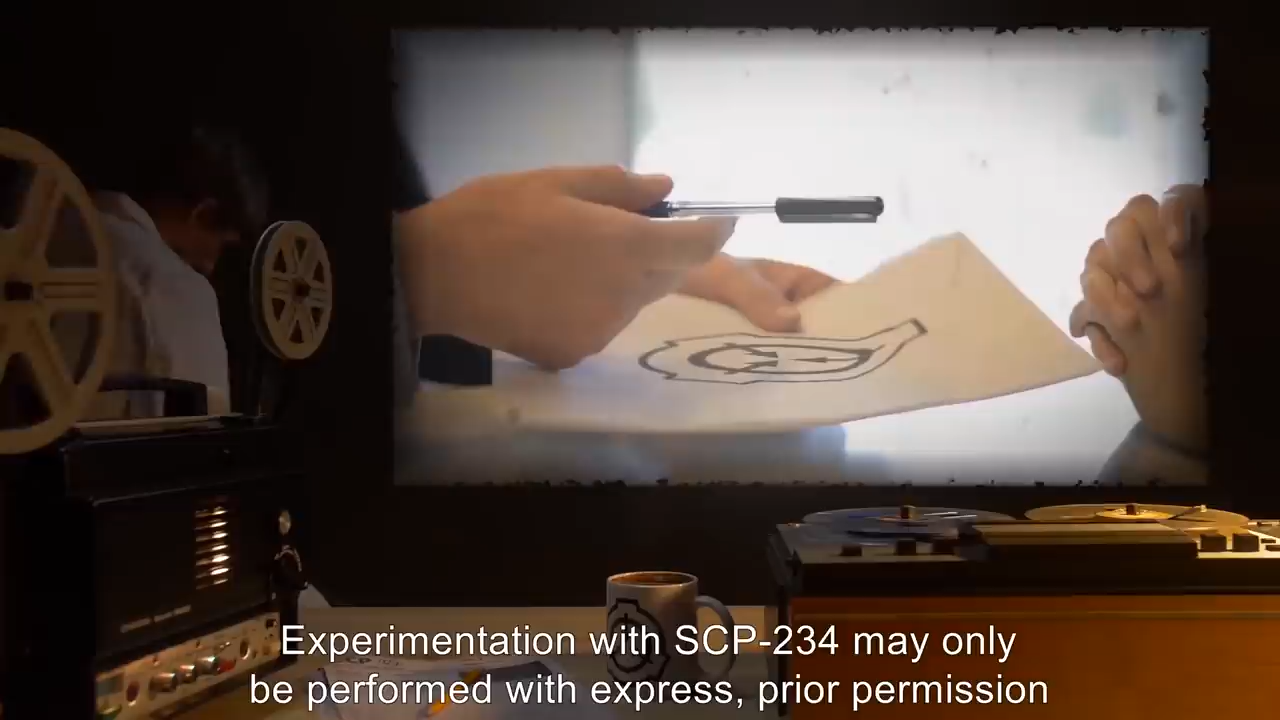 Experimentation with SCP-234 may only
be performed with express, prior permission